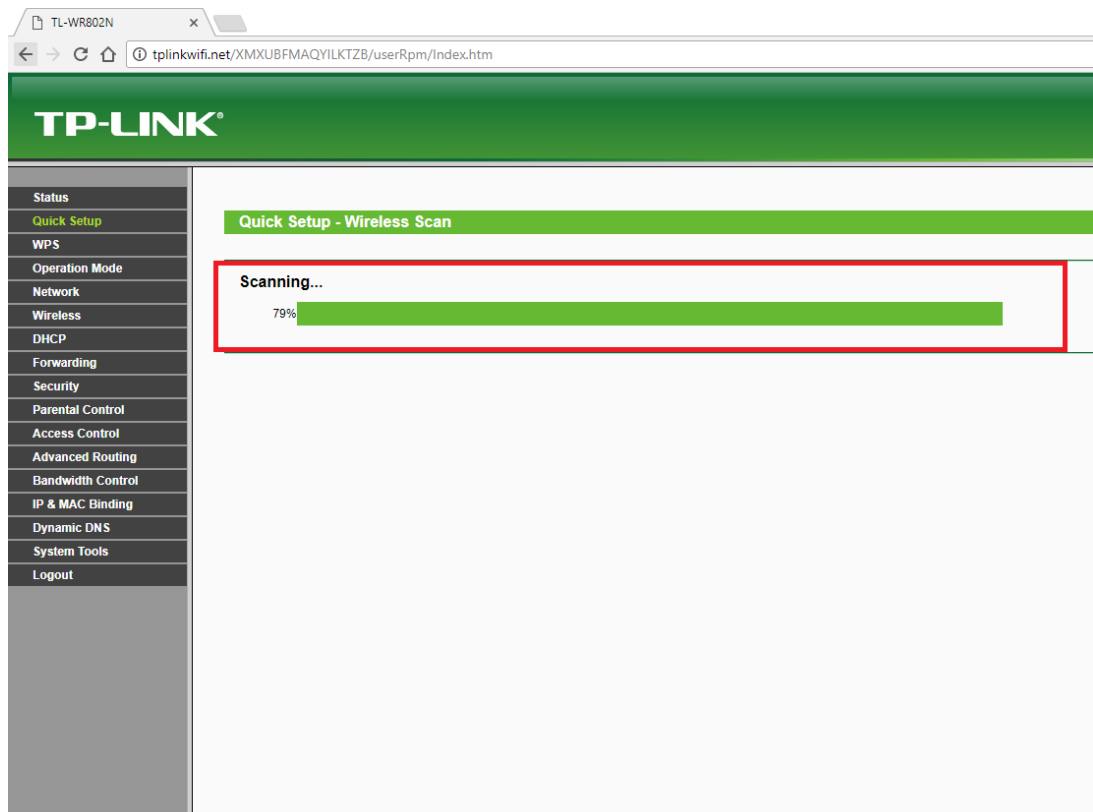 TL-WR802N
tplinkwifi.net/XMXUBFMAQYILKTZB/userRpm/Index.htm
TP-LINK®
Status
Quick Setup
WPS
Operation Mode
Network
Wireless
DHCP
Forwarding
Security
Parental Control
Access Control
Advanced Routing
Bandwidth Control
IP & MAC Binding
Dynamic DNS
System Tools
Logout
Quick Setup - Wireless Scan
Scanning...
79%